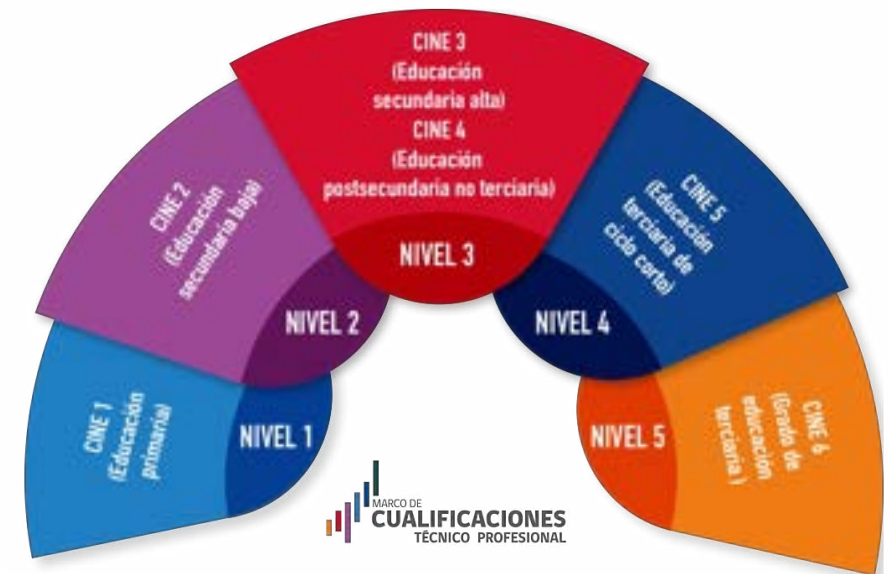 CINE 1
(Educación
primaria)
NIVEL 1
CINE 2
(Educación
secundaria baja)
NIVEL 2
CINE 3
(Educación
secundaria alta)
CINE 4
(Educación
postsecundaria no terciaria)
NIVEL 3
CINE 5
(Educación
terciaria de
ciclo corto)
NIVEL 4
CINE 6
(Grado de
educación
terciaria )
NIVEL 5
MARCO DE
CUALIFICACIONES
TÉCNICO PROFESIONAL